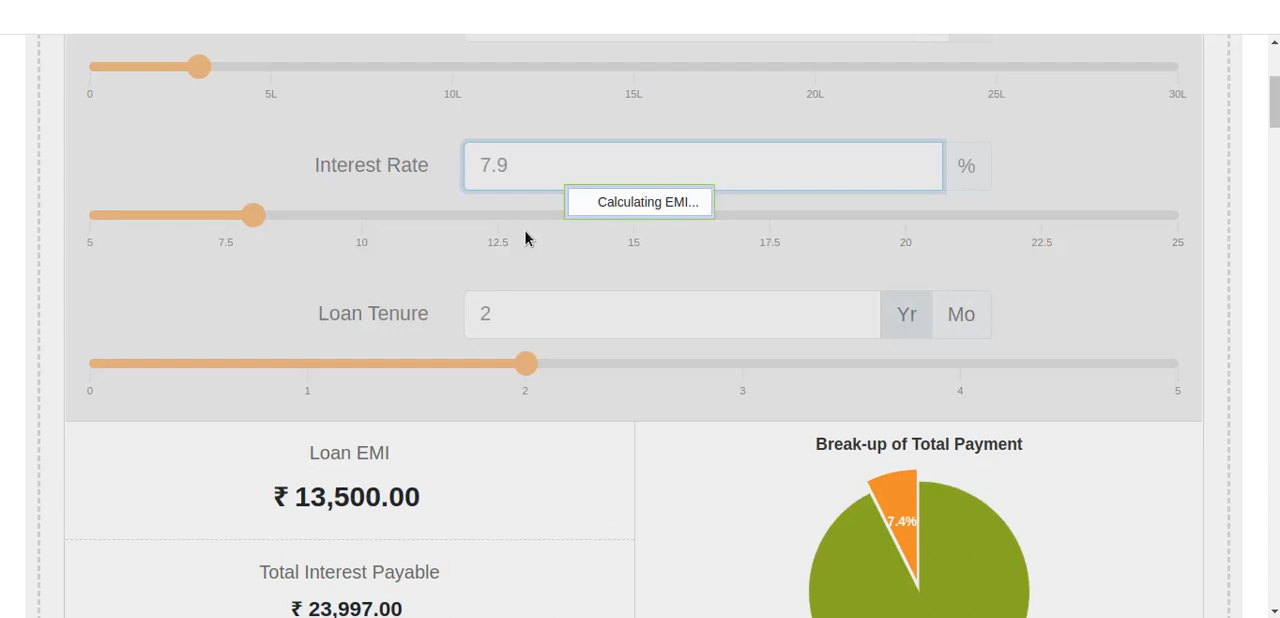 0 5L 10L 15L 20L 25L 30L
Interest Rate 7.9 %
Calculating EMI...
5 7.5 10 12.5 15 17.5 20 22.5 25
Loan Tenure 2 Yr Mo
0 1 2 3 4 5
Loan EMI
₹ 13,500.00
Total Interest Payable
₹ 23,997.00
Break-up of Total Payment
7.4%